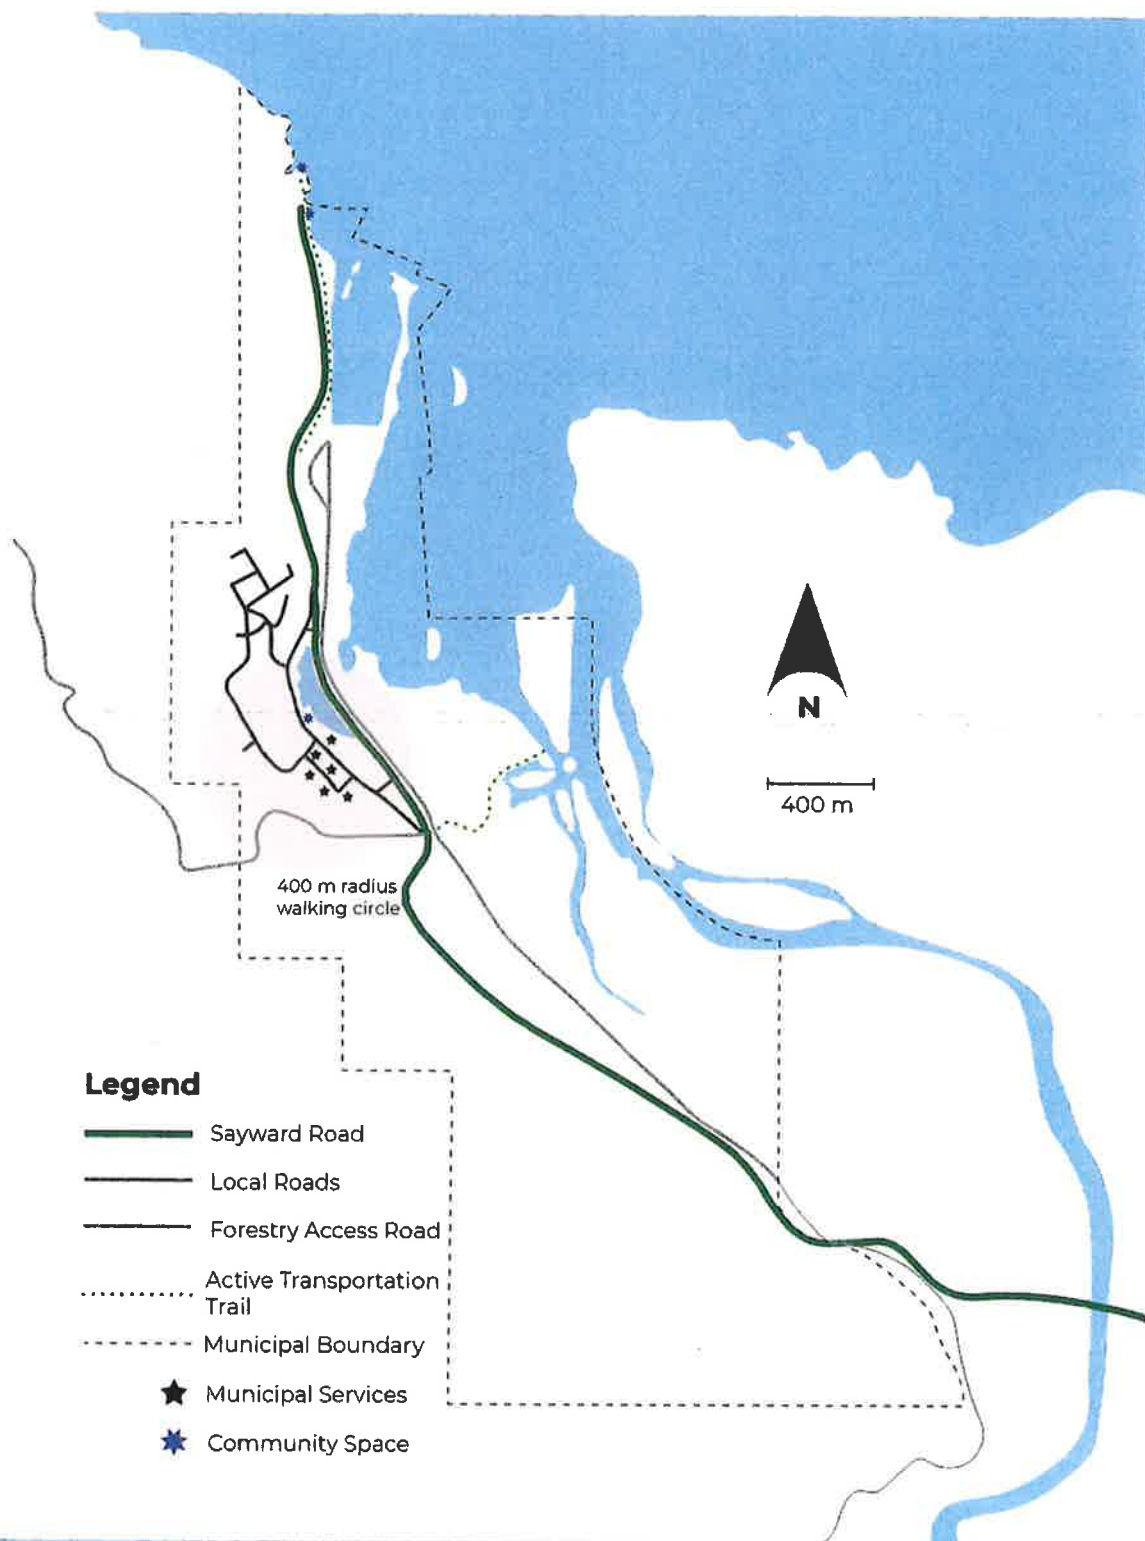 N
400 m
400 m radius
walking circle
Legend
Sayward Road
Local Roads
Forestry Access Road
Active Transportation
Trail
Municipal Boundary
Municipal Services
Community Space